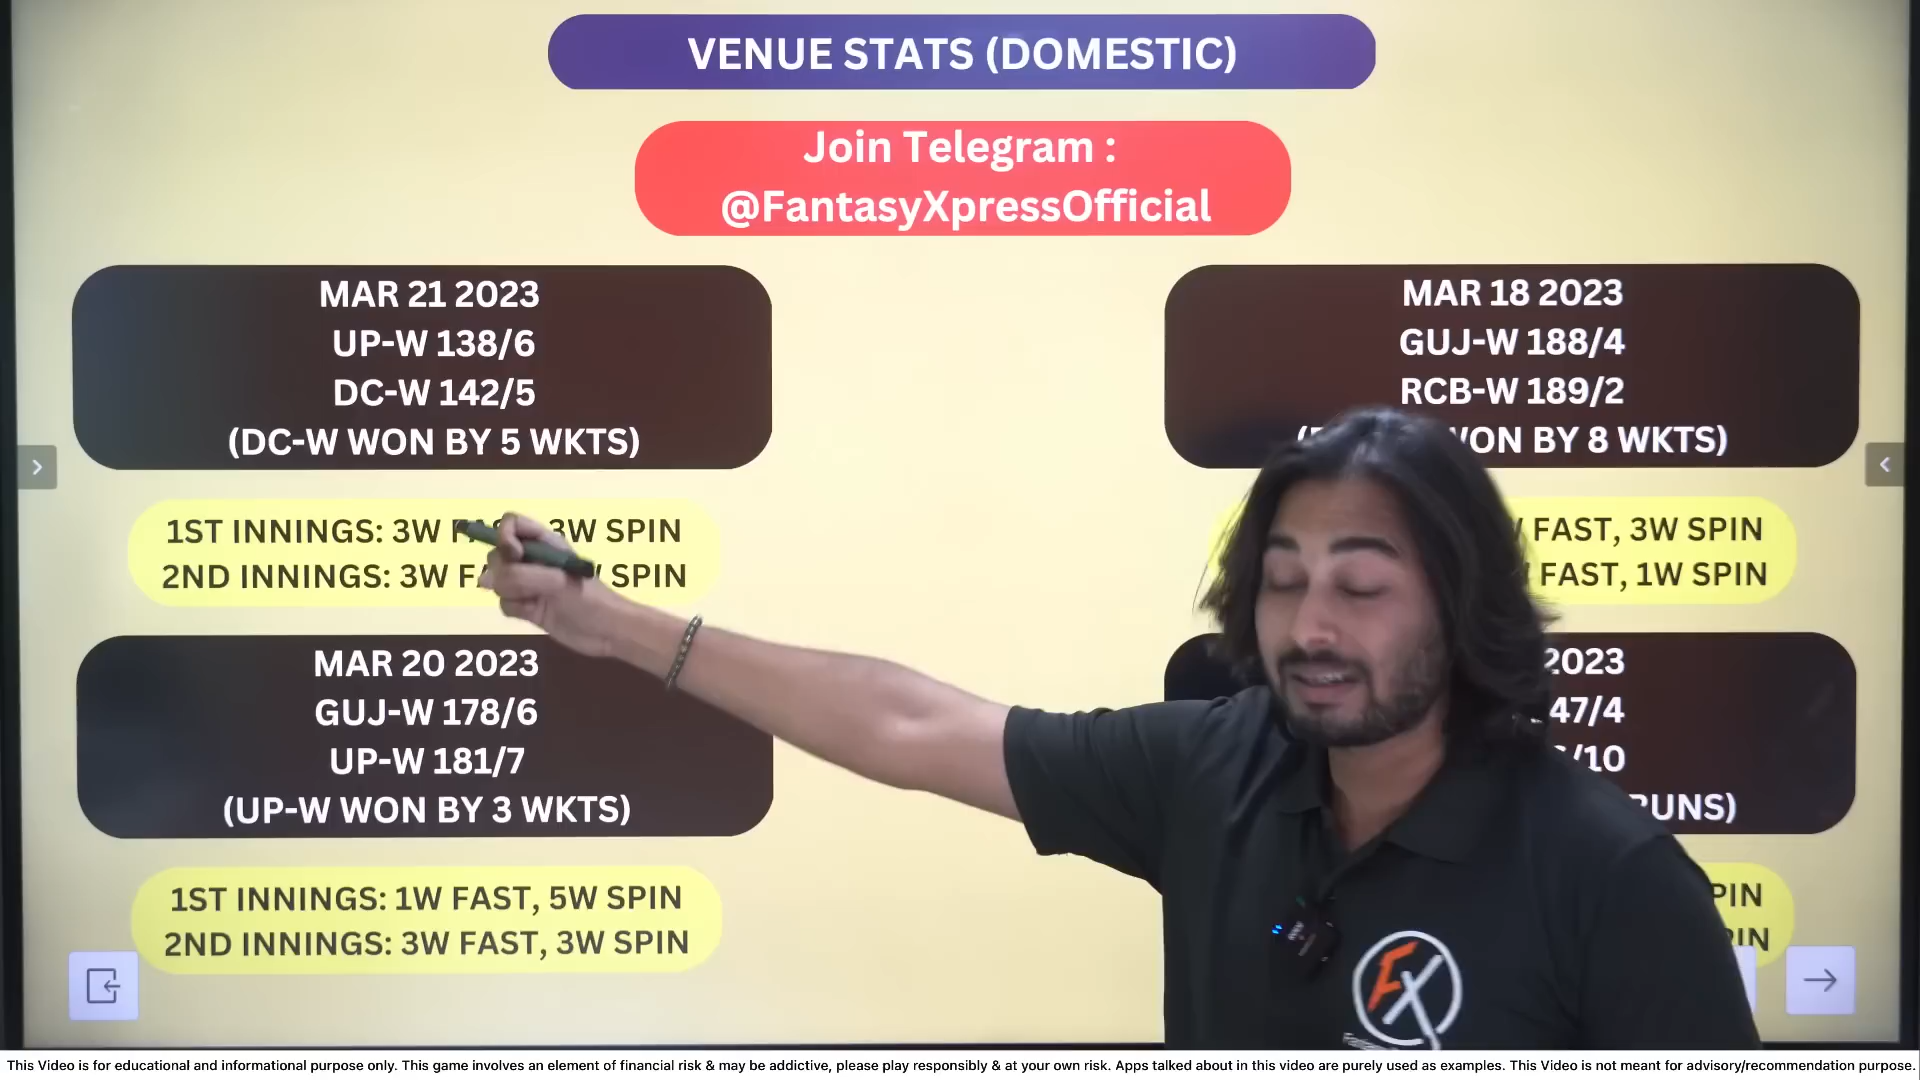 VENUE STATS (DOMESTIC)
Join Telegram :
@FantasyXpressOfficial
MAR 21 2023
UP-W 138/6
DC-W 142/5
(DC-W WON BY 5 WKTS)
1ST INNINGS: 3W 3W SPIN
2ND INNINGS: 3W SPIN
MAR 20 2023
GUJ-W 178/6
UP-W 181/7
(UP-W WON BY 3 WKTS)
1ST INNINGS: 1W FAST, 5W SPIN
2ND INNINGS: 3W FAST, 3W SPIN
MAR 18 2023
GUJ-W 188/4
RCB-W 189/2
WON BY 8 WKTS)
FAST, 3W SPIN
FAST, 1W SPIN
2023
47/4
/10
RUNS)
FX
This Video is for educational and informational purpose only. This game involves an element of financial risk & may be addictive, please play responsibly & at your own risk. Apps talked about in this video are purely used as examples. This Video is not meant for advisory/recommendation purpose.